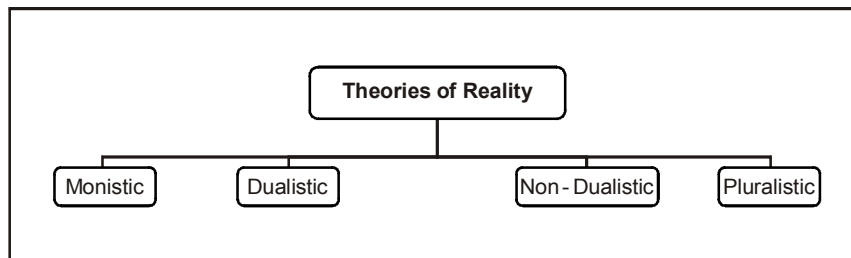 Theories of Reality
Monistic
Dualistic
Non - Dualistic
Pluralistic